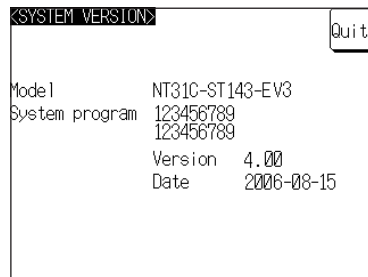 <SYSTEM VERSION>
Quit
Model NT31C-ST143-EV3
System program 123456789
123456789
Version 4.00
Date 2006-08-15